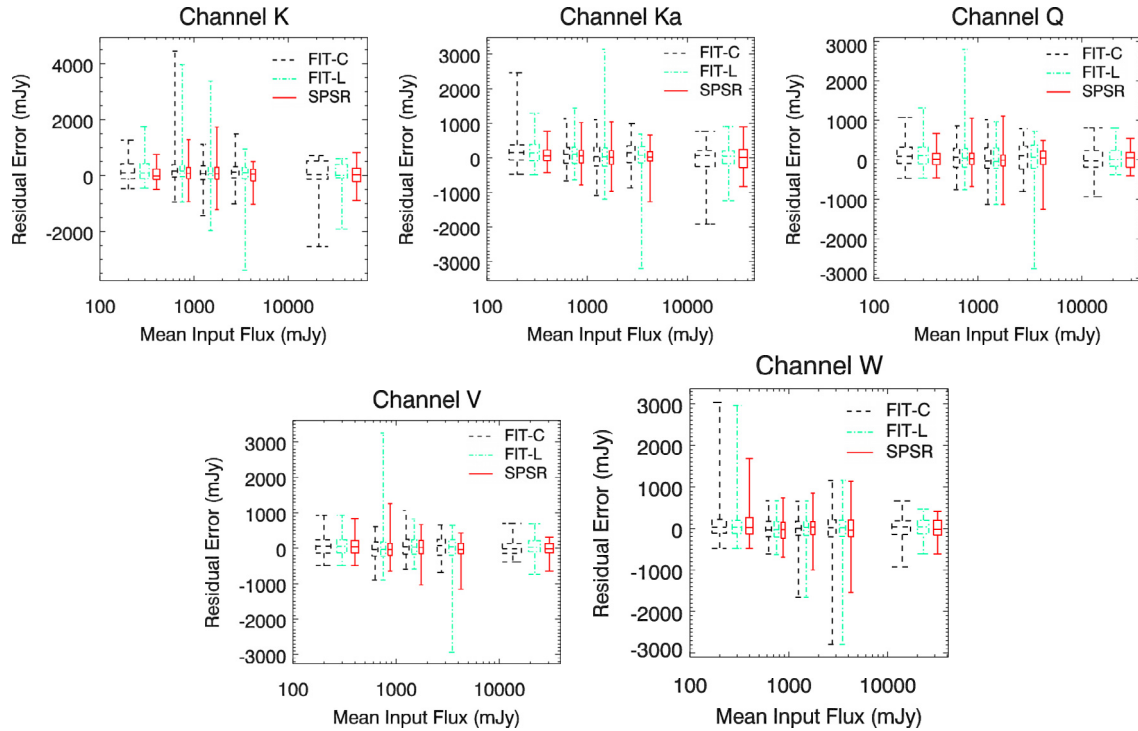 Channel K
Residual Error (mJy)
4000
2000
0
-2000
FIT-C
FIT-L
SPSR
100 1000 10000
Mean Input Flux (mJy)
Channel Ka
Residual Error (mJy)
3000
2000
1000
0
-1000
-2000
-3000
FIT-C
FIT-L
SPSR
100 1000 10000
Mean Input Flux (mJy)
Channel Q
Residual Error (mJy)
3000
2000
1000
0
-1000
-2000
-3000
FIT-C
FIT-L
SPSR
100 1000 10000
Mean Input Flux (mJy)
Channel V
Residual Error (mJy)
3000
2000
1000
0
-1000
-2000
-3000
FIT-C
FIT-L
SPSR
100 1000 10000
Mean Input Flux (mJy)
Channel W
Residual Error (mJy)
3000
2000
1000
0
-1000
-2000
-3000
FIT-C
FIT-L
SPSR
100 1000 10000
Mean Input Flux (mJy)